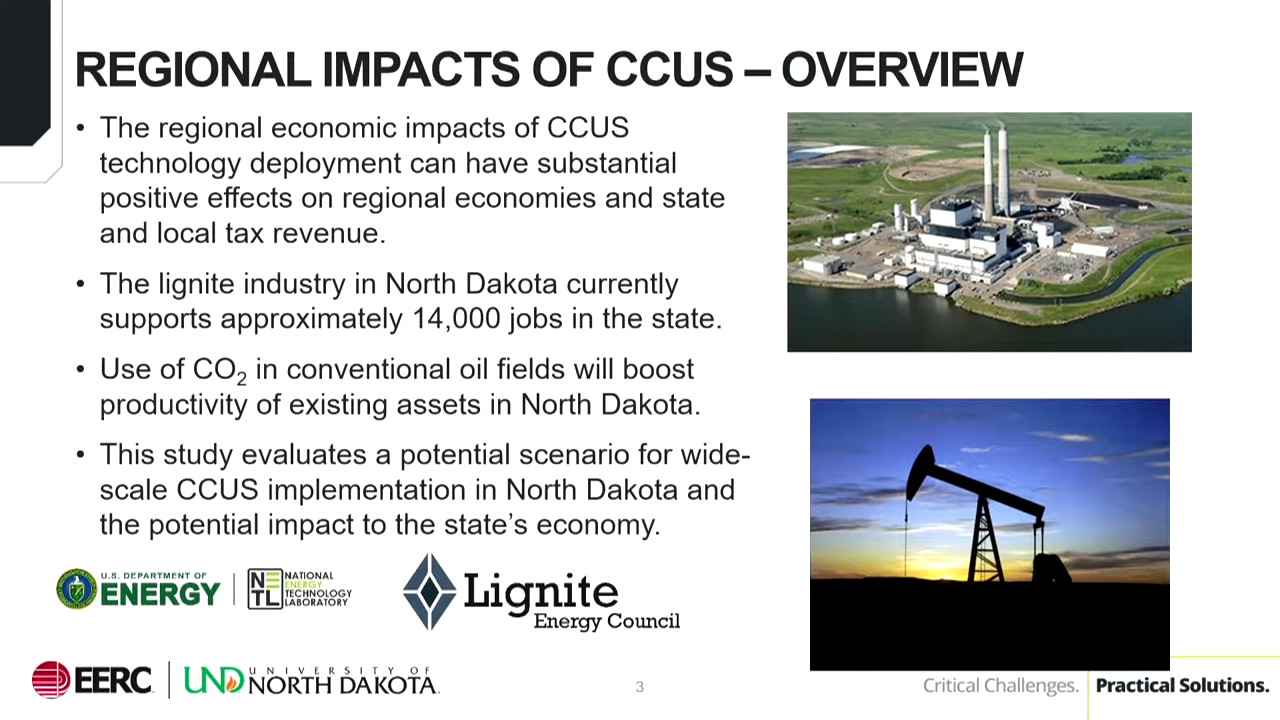 REGIONAL IMPACTS OF CCUS – OVERVIEW
• The regional economic impacts of CCUS
technology deployment can have substantial
positive effects on regional economies and state
and local tax revenue.
• The lignite industry in North Dakota currently
supports approximately 14,000 jobs in the state.
• Use of CO₂ in conventional oil fields will boost
productivity of existing assets in North Dakota.
• This study evaluates a potential scenario for wide-
scale CCUS implementation in North Dakota and
the potential impact to the state’s economy.
U.S. DEPARTMENT OF
ENERGY
NETL
NATIONAL
ENERGY
TECHNOLOGY
LABORATORY
Lignite
Energy Council
EERC
UND
UNIVERSITY OF
NORTH DAKOTA.
3
Critical Challenges.
Practical Solutions.